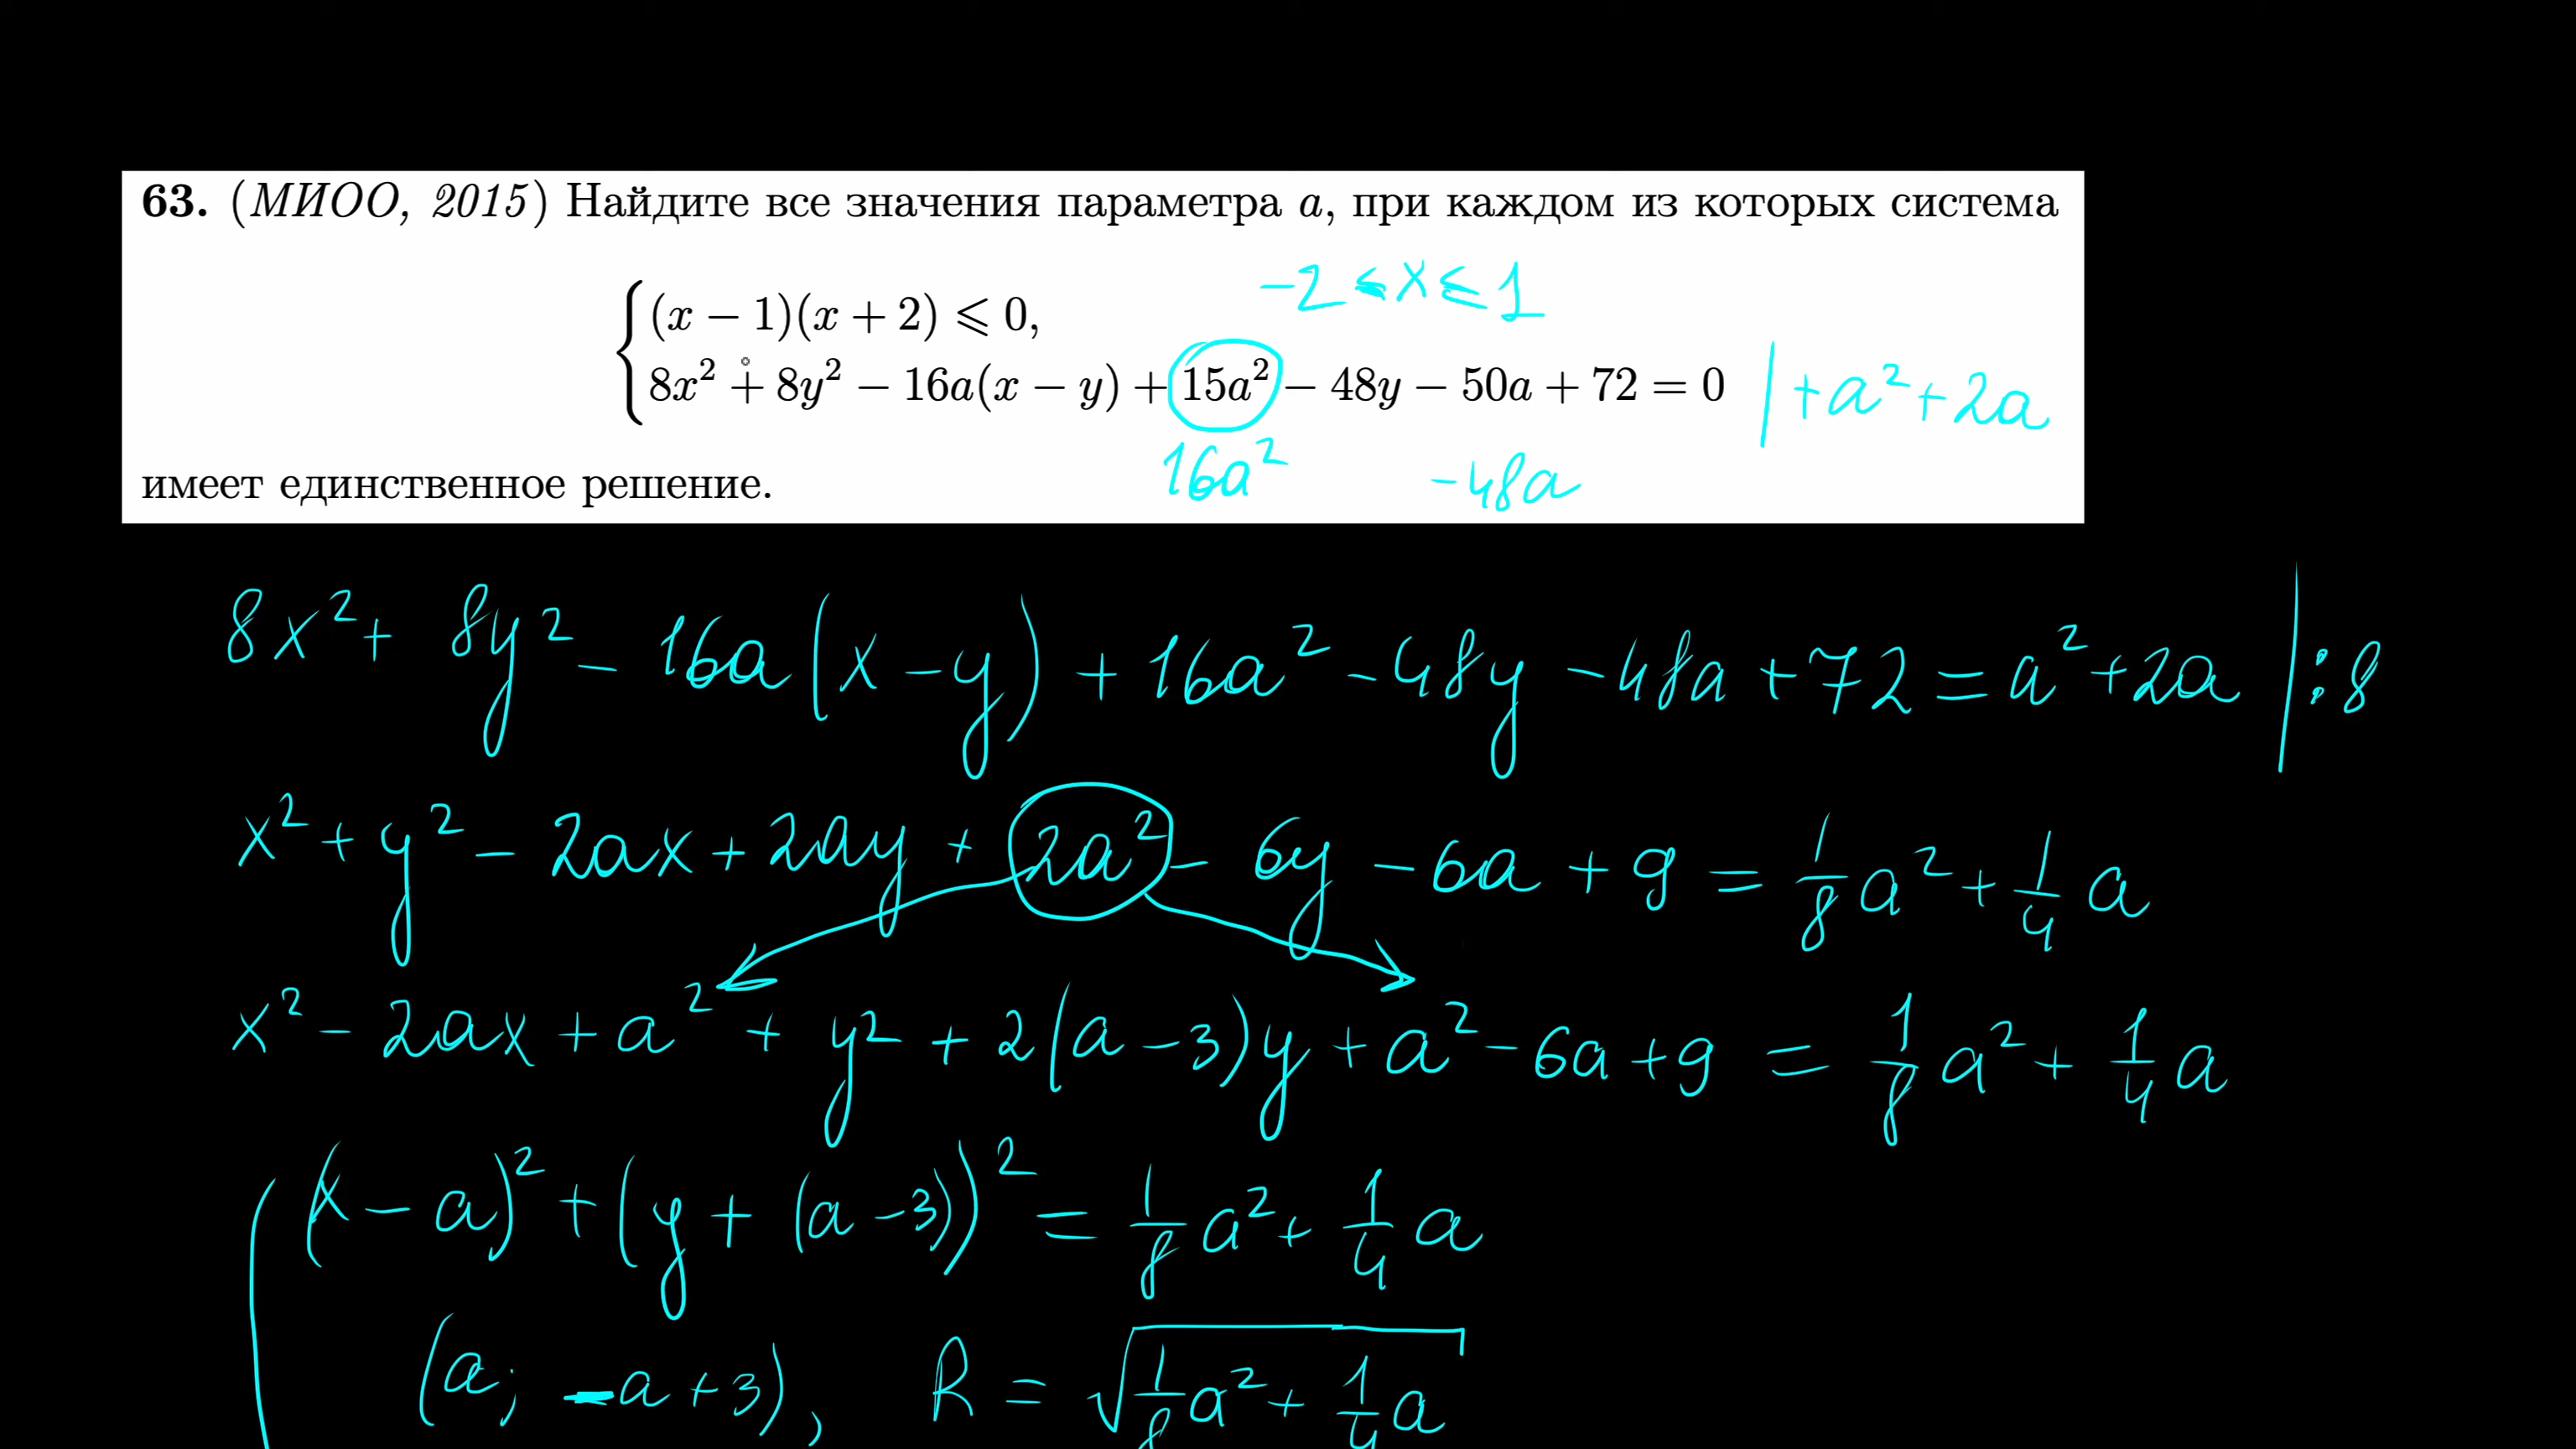 63. (МИОО, 2015) Найдите все значения параметра a, при каждом из которых система
-2 ≤ x ≤ 1
(x − 1)(x + 2) ⩽ 0,
8x² + 8y² − 16a(x − y) + 15a² − 48y − 50a + 72 = 0 | +a² + 2a
16a² -48a
имеет единственное решение.
8x² + 8y² − 16a(x − y) + 16a² − 48y − 48a + 72 = a² + 2a | :8
x² + y² − 2ax + 2ay + 2a² − 6y − 6a + 9 = 1/8 a² + 1/4 a
x² − 2ax + a² + y² + 2(a − 3)y + a² − 6a + 9 = 1/8 a² + 1/4 a
(x − a)² + (y + (a − 3))² = 1/8 a² + 1/4 a
(a; −a + 3), R = √(1/8 a² + 1/4 a)